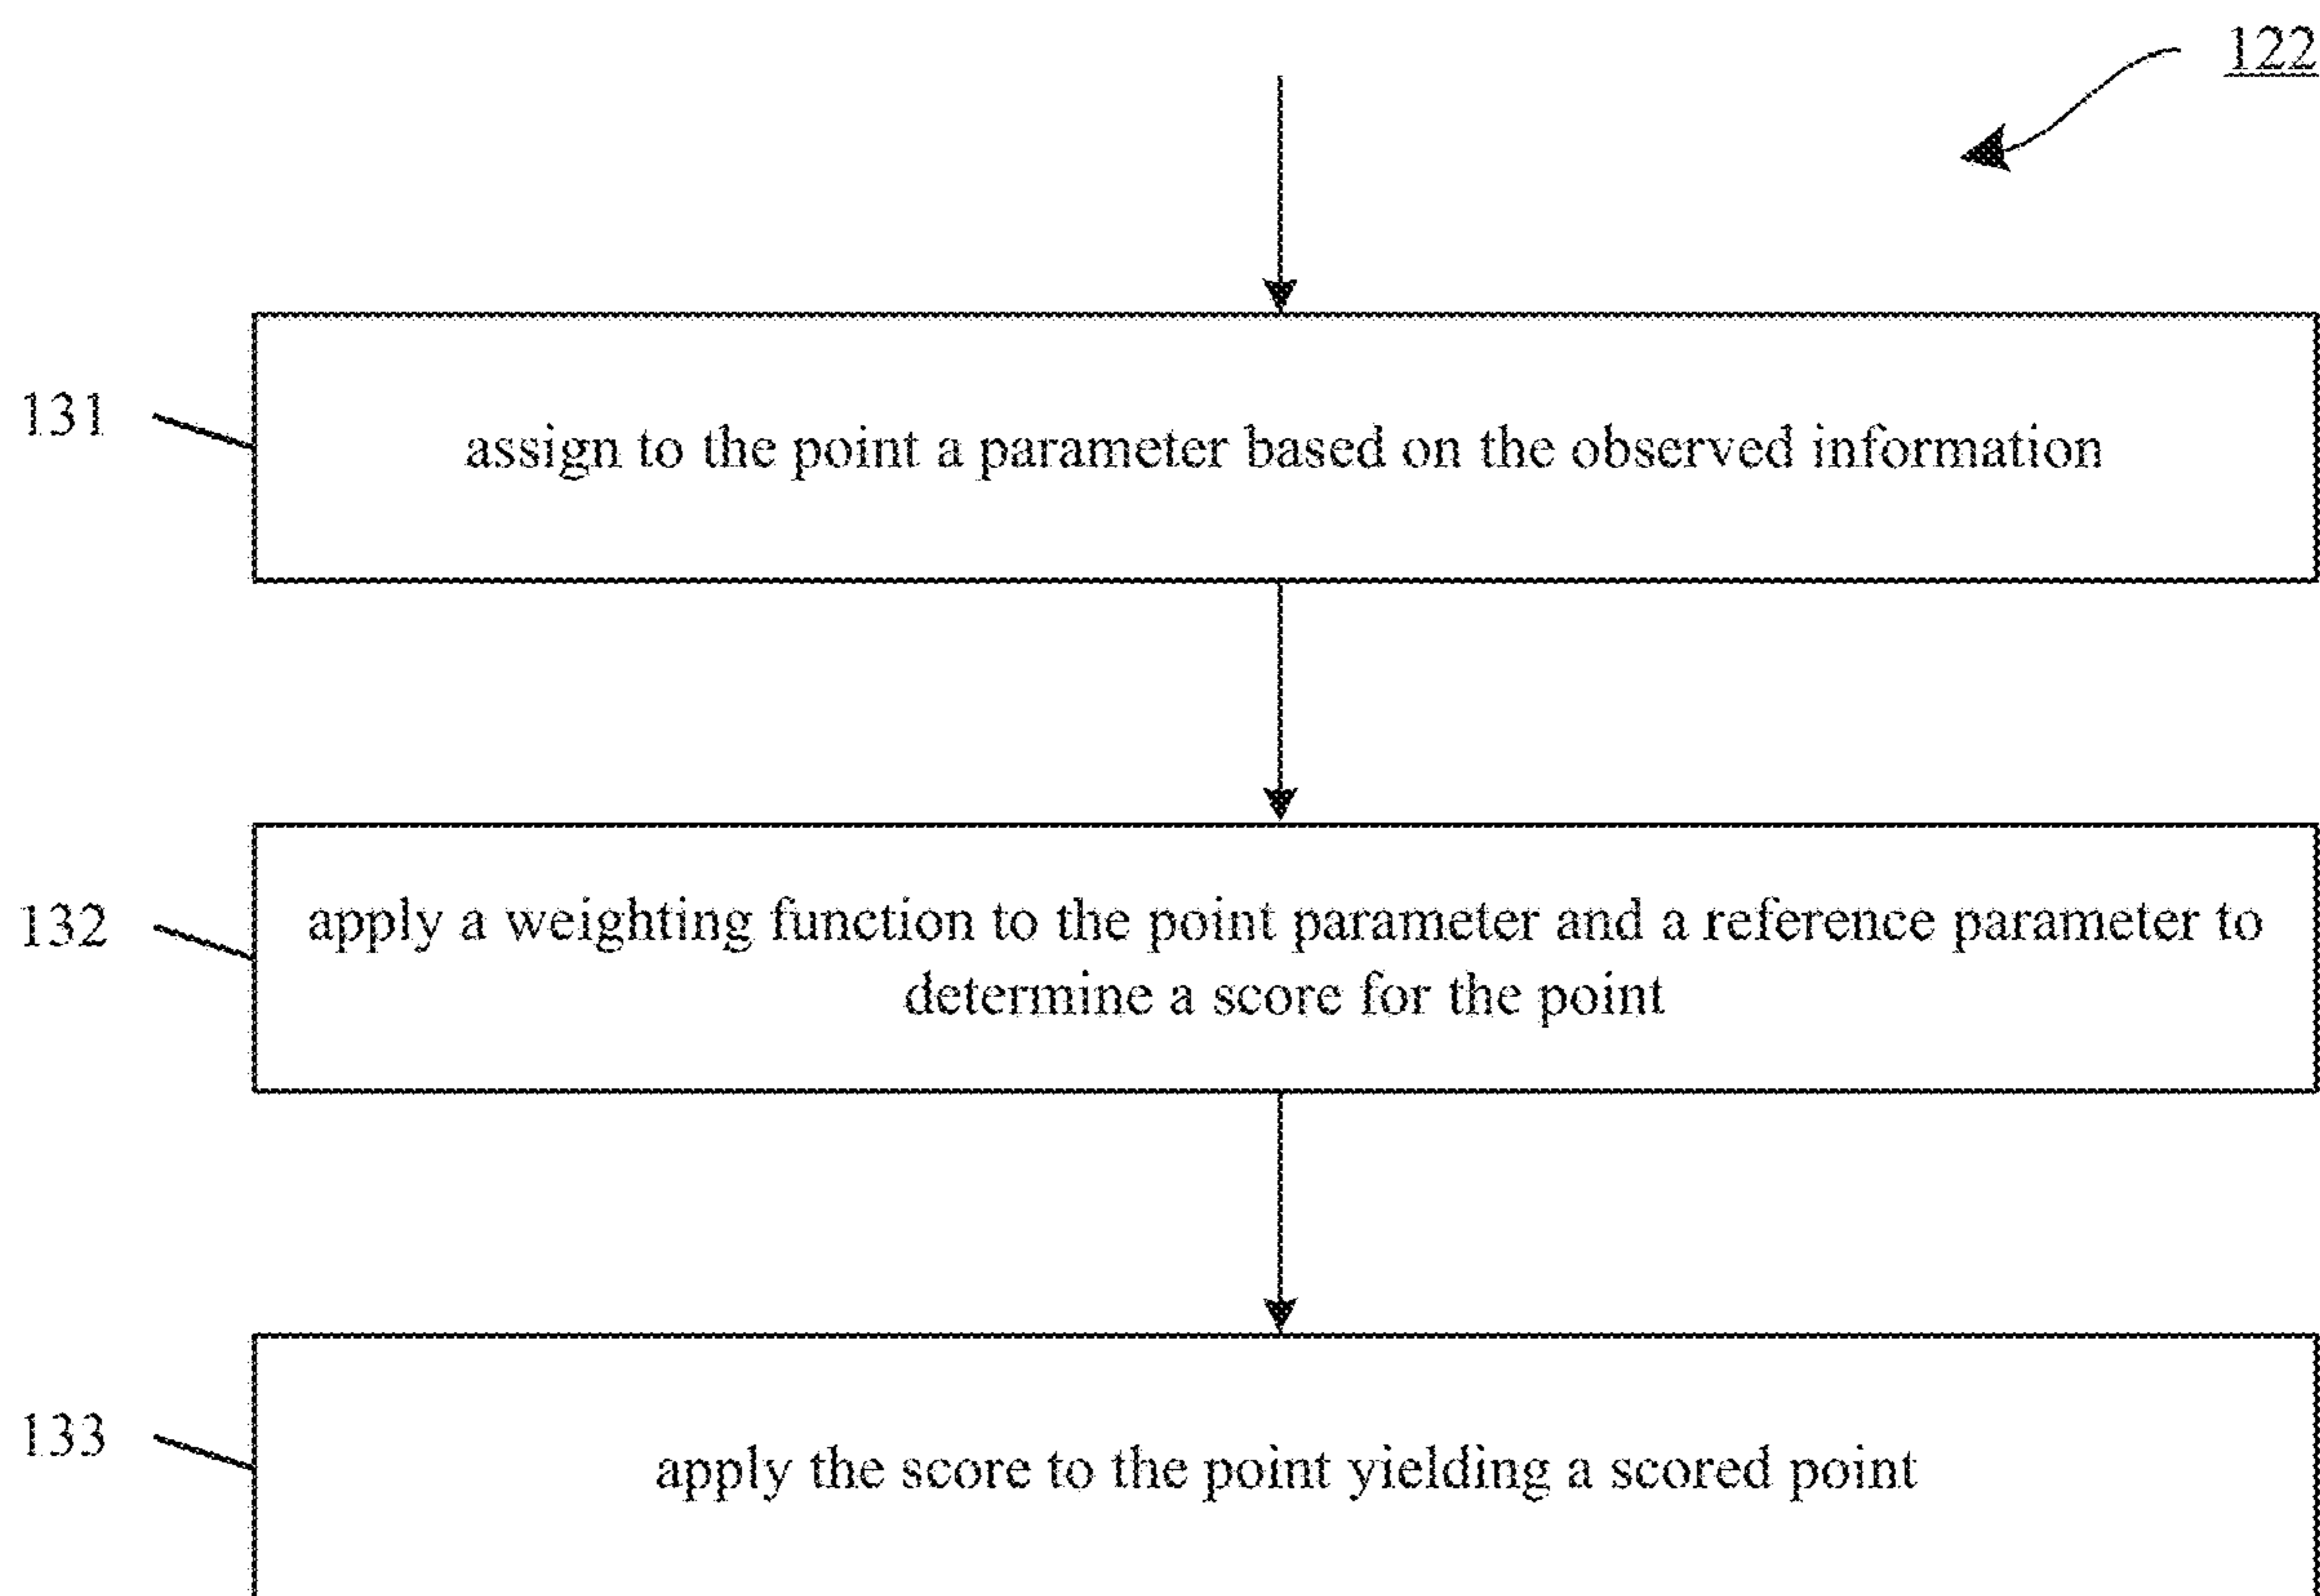 122
131
assign to the point a parameter based on the observed information
132
apply a weighting function to the point parameter and a reference parameter to
determine a score for the point
133
apply the score to the point yielding a scored point